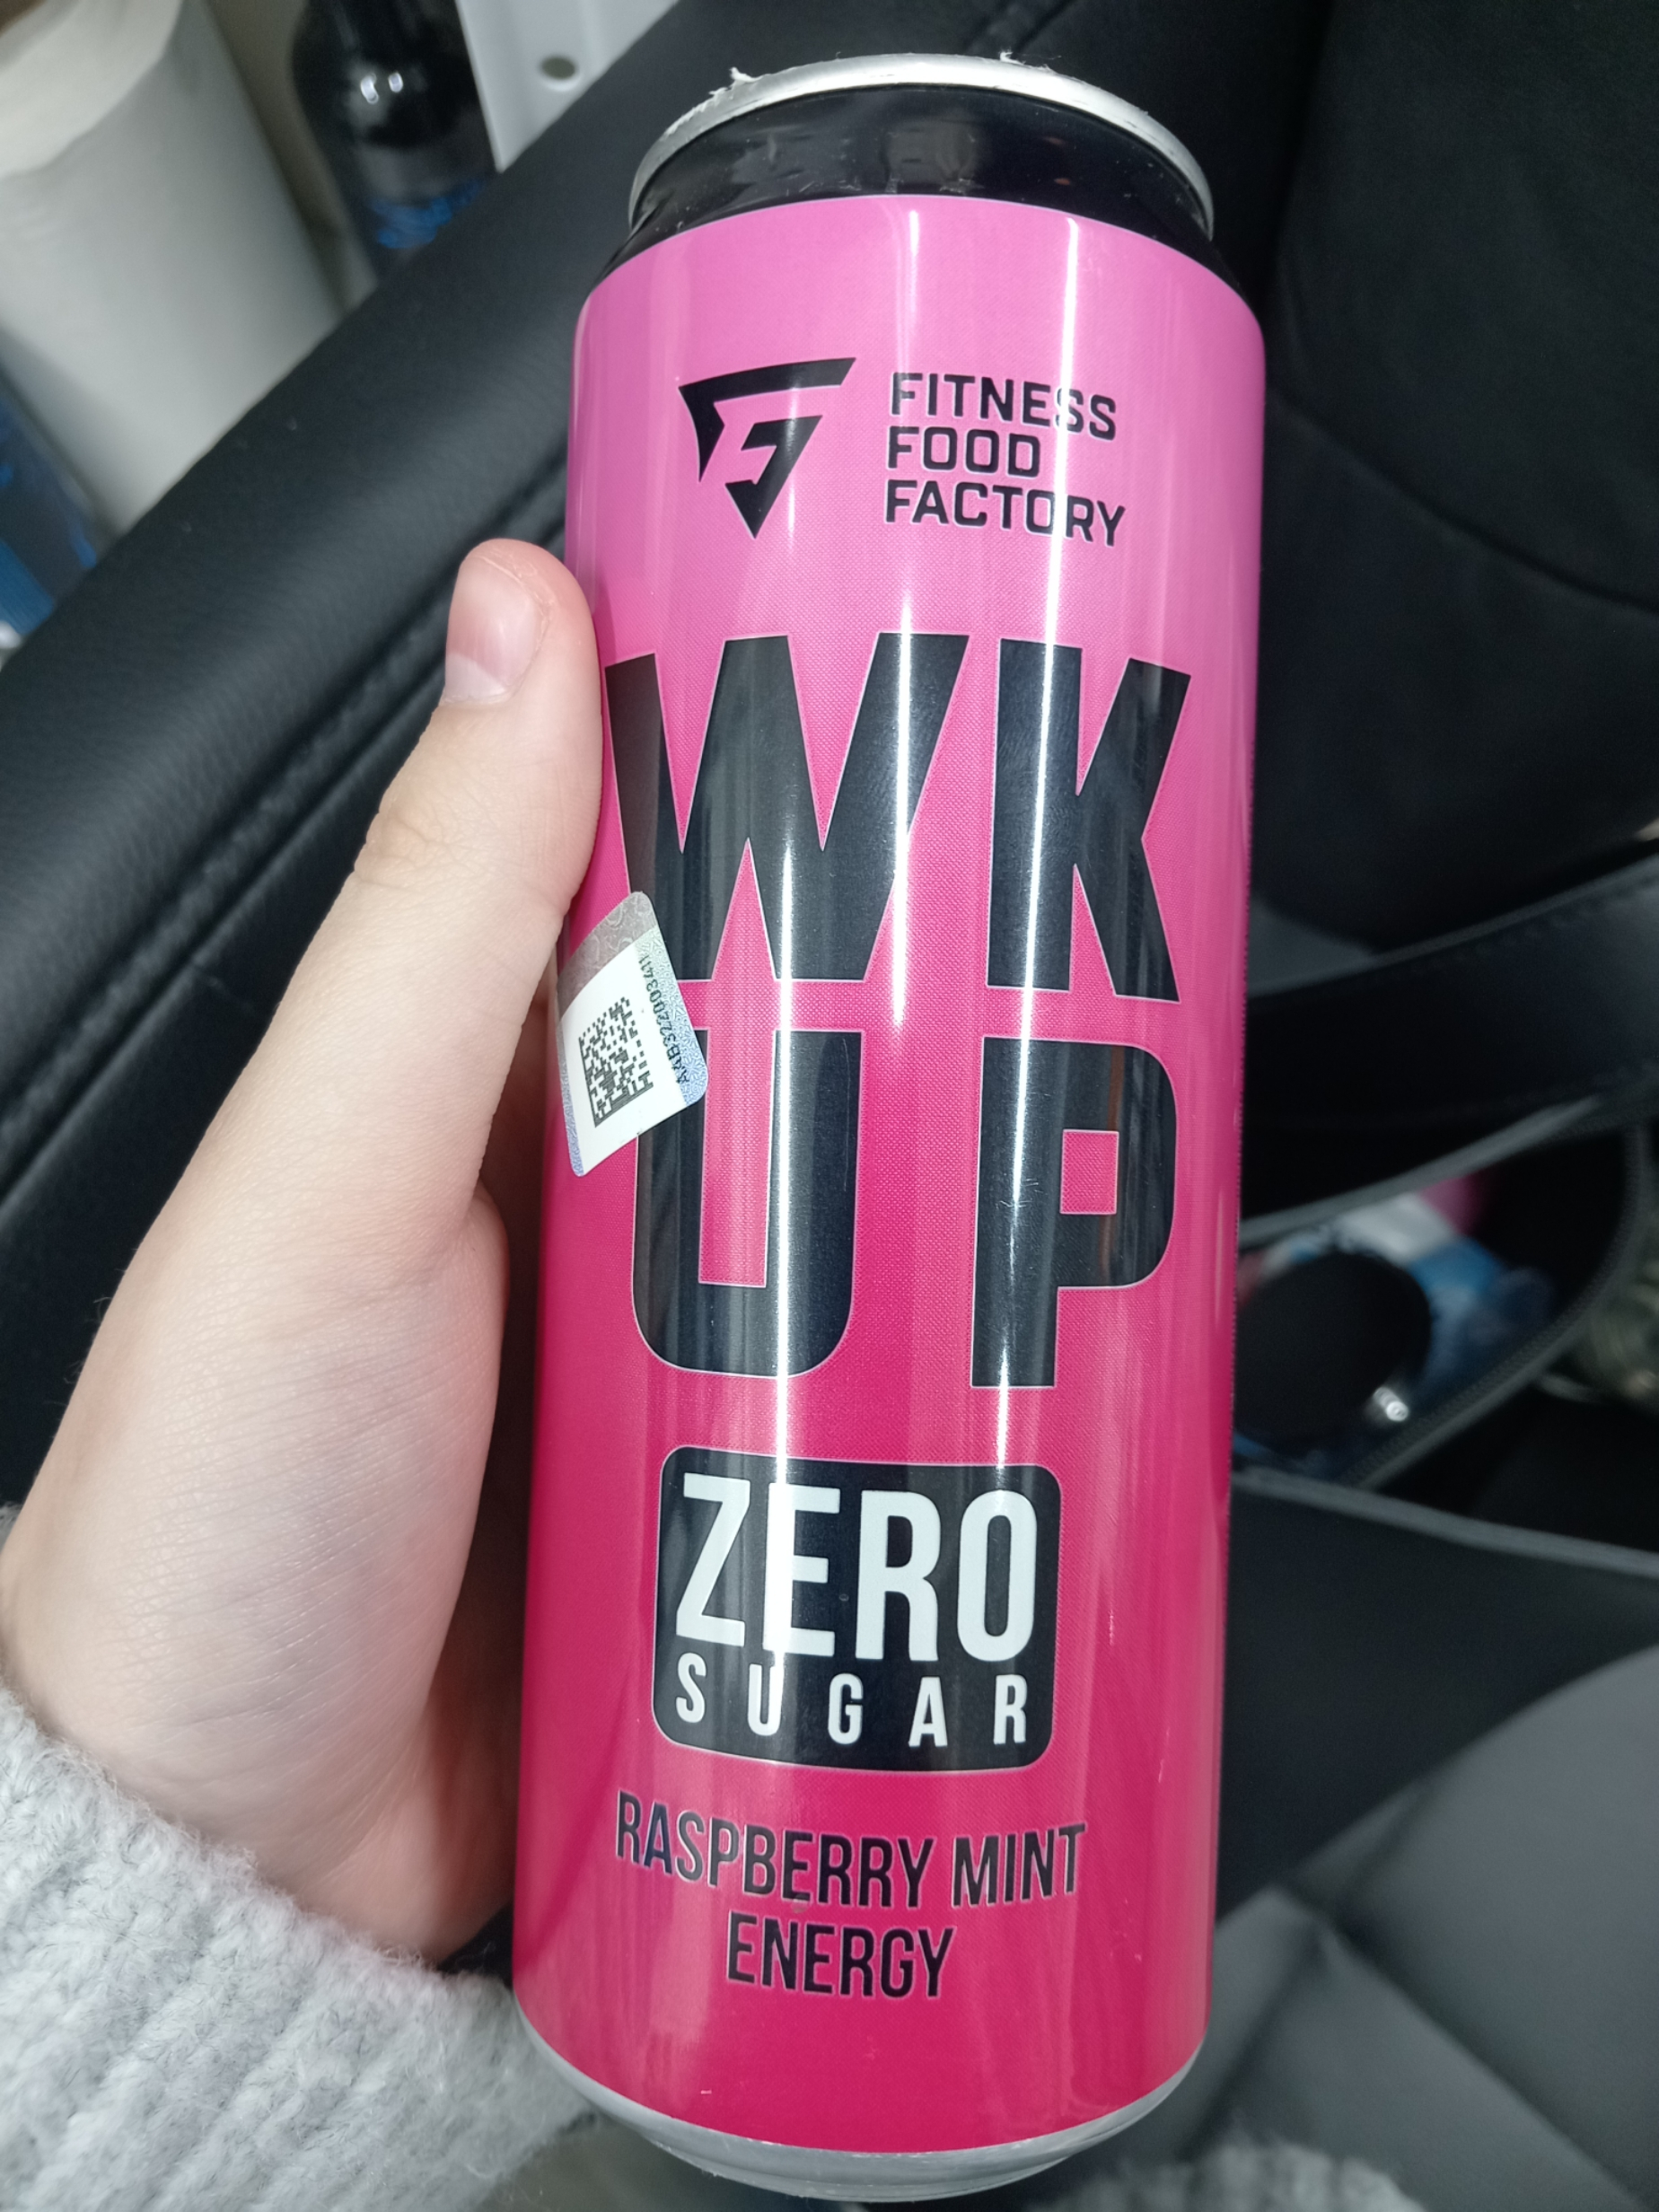 FITNESS
FOOD
FACTORY
WK
UP
ZERO
SUGAR
RASPBERRY MINT
ENERGY